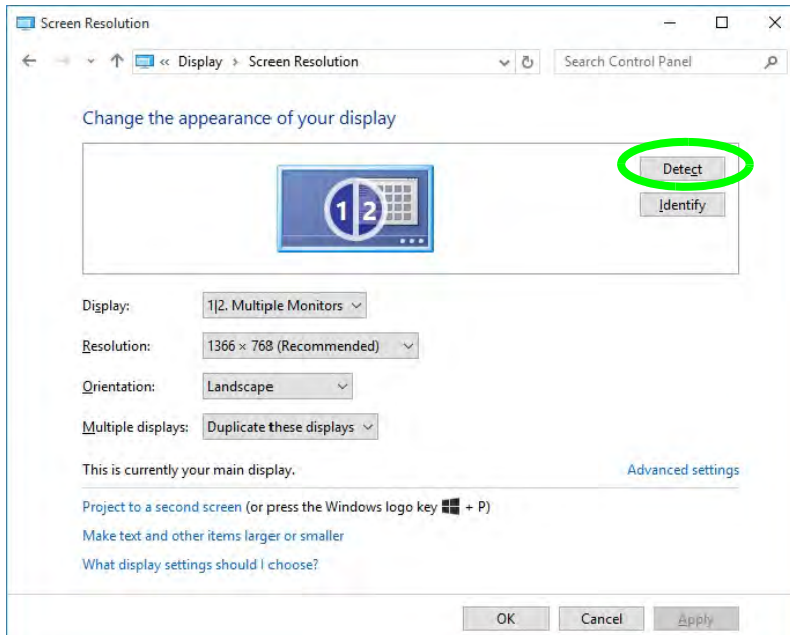 Screen Resolution
« Display › Screen Resolution Search Control Panel
Change the appearance of your display
1 2
Detect
Identify
Display: 1|2. Multiple Monitors
Resolution: 1366 × 768 (Recommended)
Orientation: Landscape
Multiple displays: Duplicate these displays
This is currently your main display. Advanced settings
Project to a second screen (or press the Windows logo key + P)
Make text and other items larger or smaller
What display settings should I choose?
OK Cancel Apply